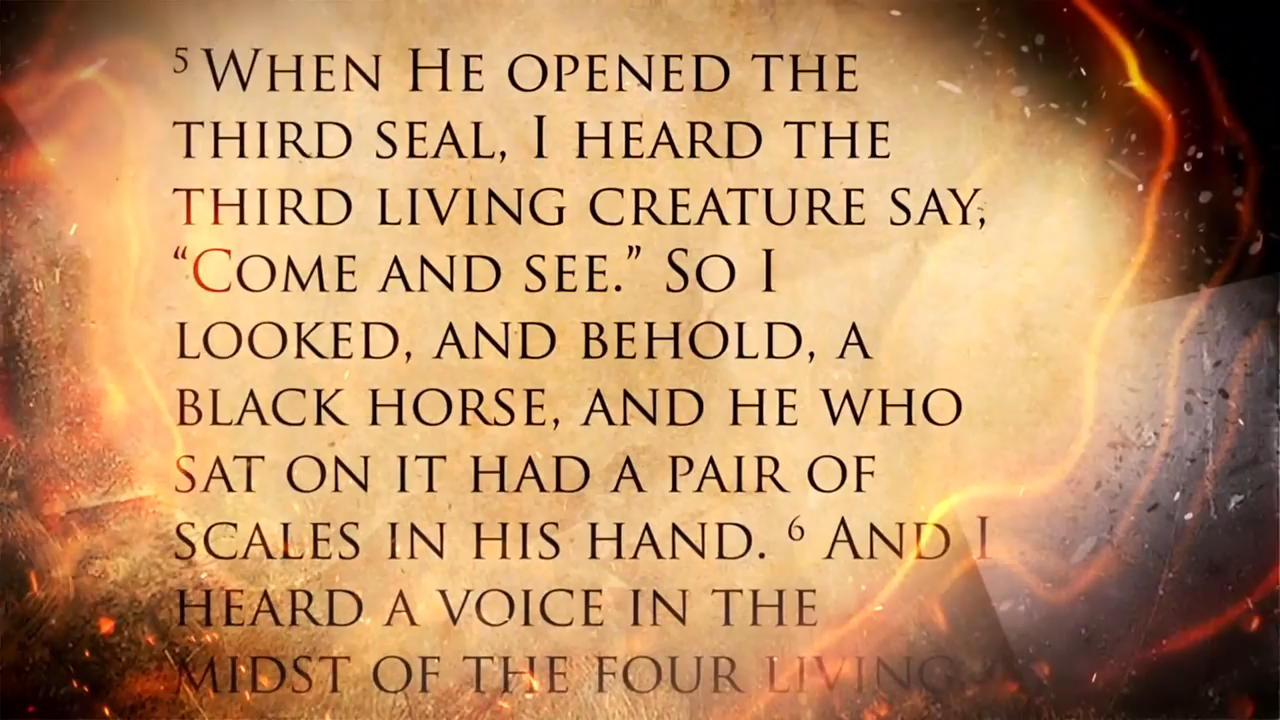 5 When He opened the
third seal, I heard the
third living creature say,
“Come and see.” So I
looked, and behold, a
black horse, and he who
sat on it had a pair of
scales in his hand. 6 And I
heard a voice in the
midst of the four living